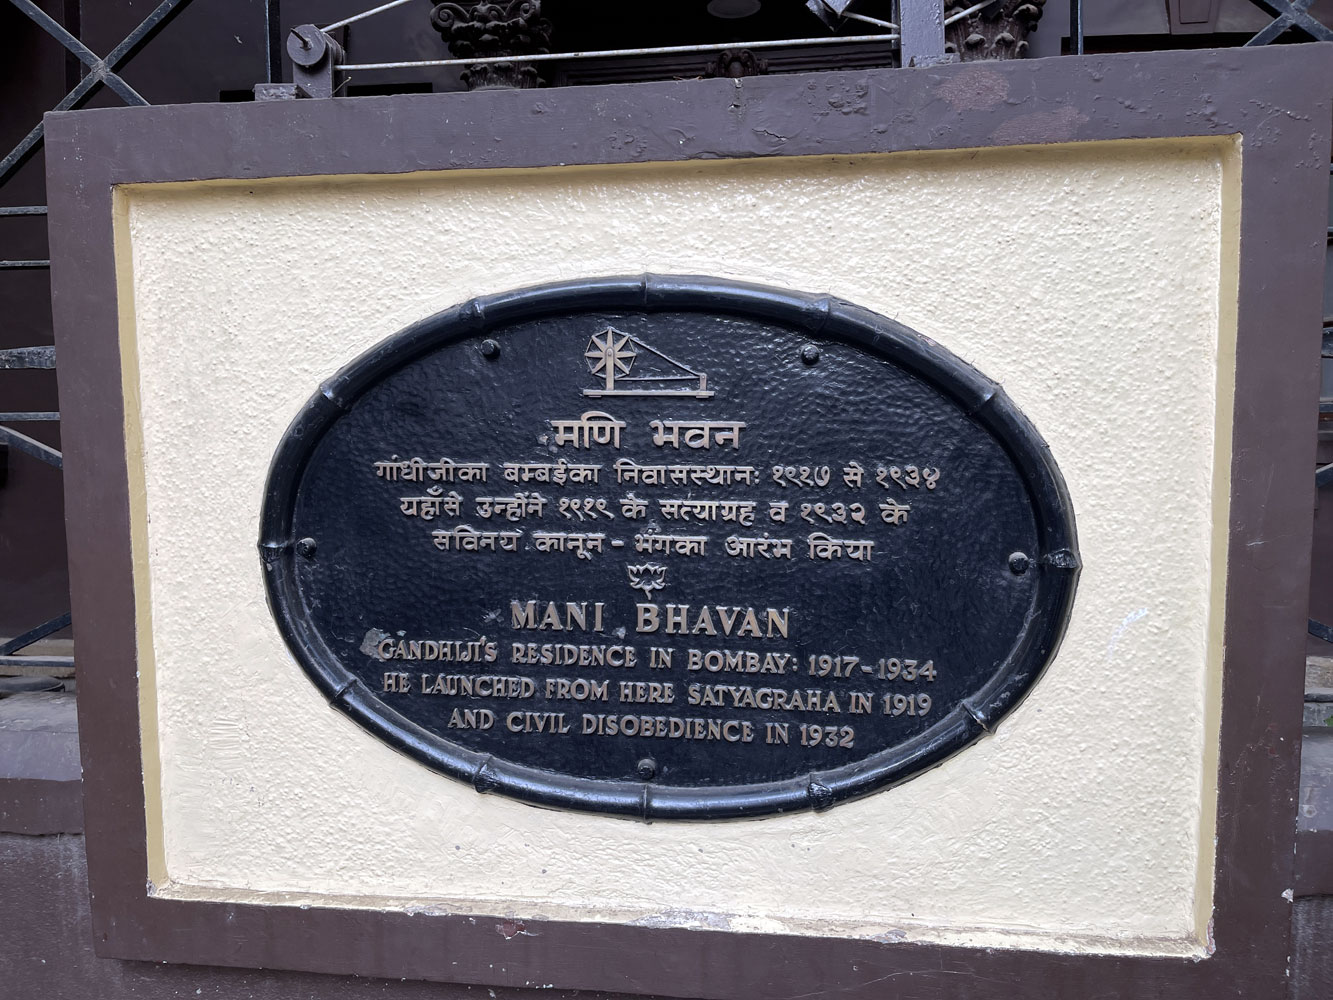 मणि भवन
गांधीजीका बम्बईका निवासस्थान: १९१७ से १९३४
यहाँसे उन्होंने १९१९ के सत्याग्रह व १९३२ के
सविनय कानून - भंगका आरंभ किया
MANI BHAVAN
GANDHIJI'S RESIDENCE IN BOMBAY: 1917-1934
HE LAUNCHED FROM HERE SATYAGRAHA IN 1919
AND CIVIL DISOBEDIENCE IN 1932